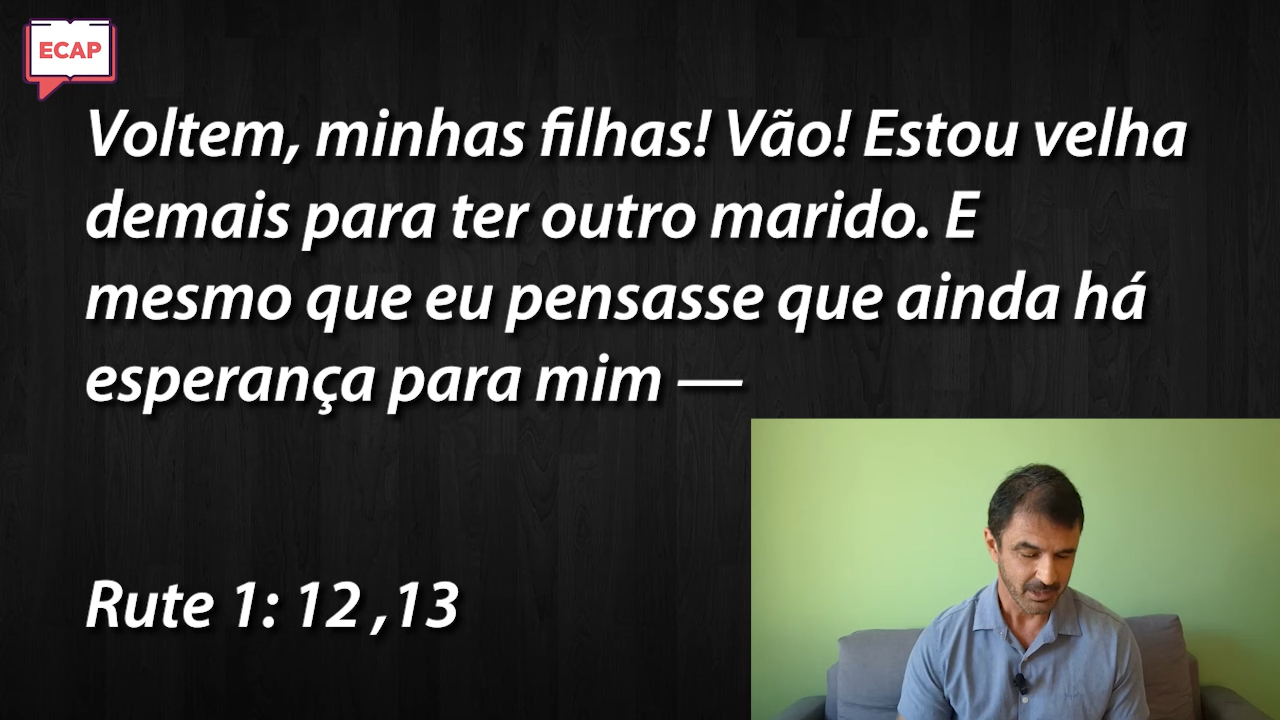 ECAP
Voltem, minhas filhas! Vão! Estou velha
demais para ter outro marido. E
mesmo que eu pensasse que ainda há
esperança para mim —
Rute 1: 12 ,13